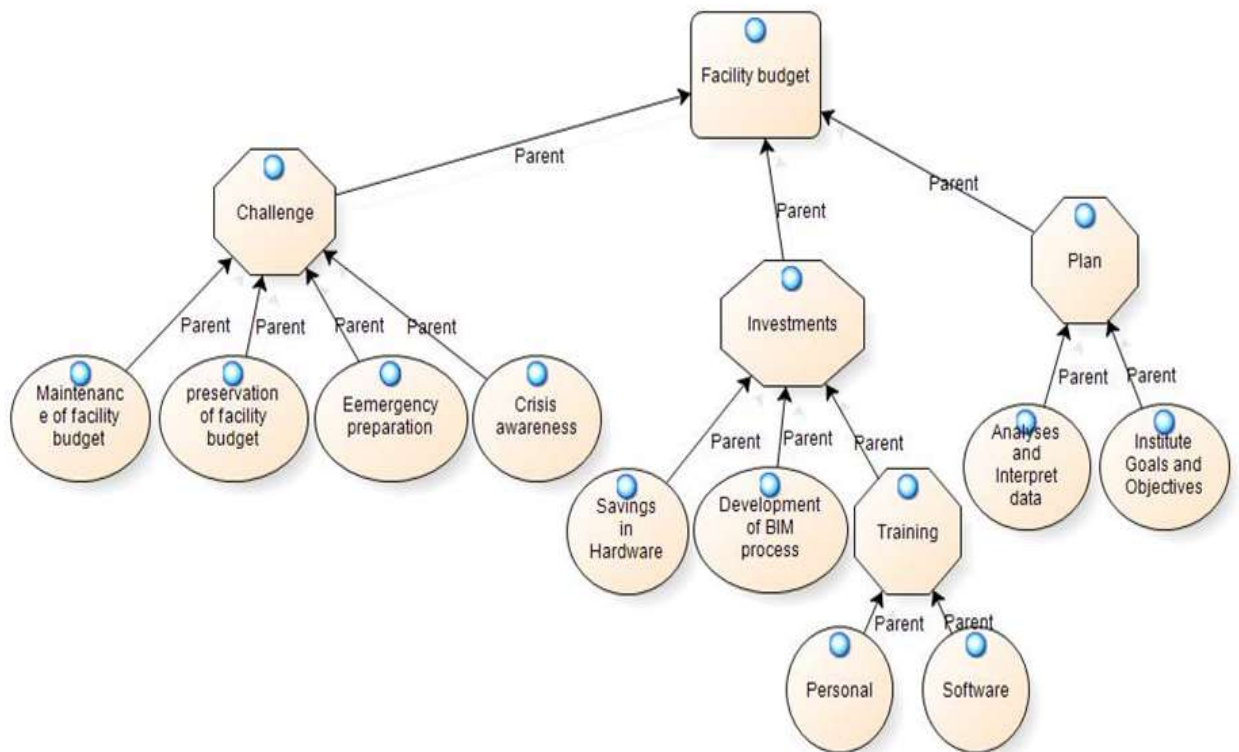 Facility budget
Parent
Parent
Parent
Challenge
Plan
Investments
Parent
Parent
Parent
Parent
Parent
Parent
Maintenanc
e of facility
budget
preservation
of facility
budget
Eemergency
preparation
Crisis
awareness
Analyses
and
Interpret
data
Institute
Goals and
Objectives
Parent
Parent
Parent
Savings
in
Hardware
Development
of BIM
process
Training
Parent
Parent
Personal
Software